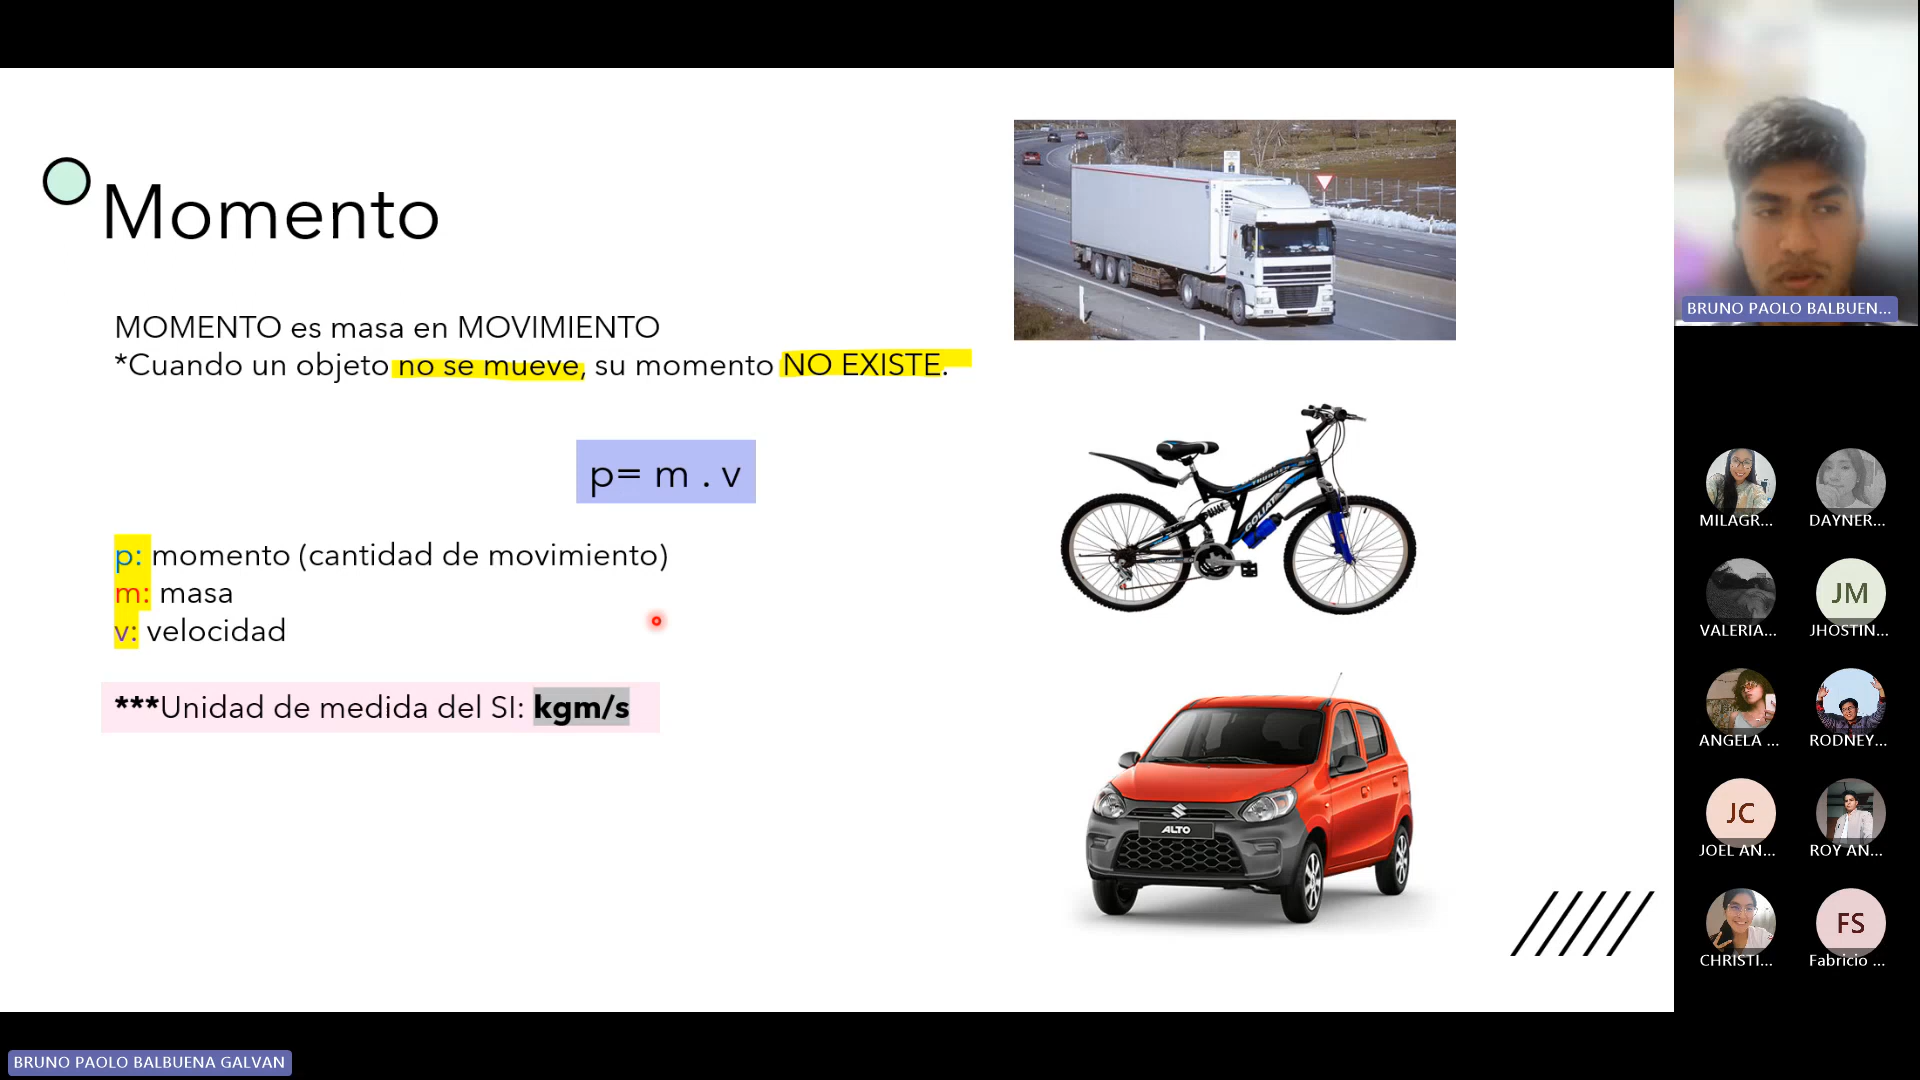 Momento
MOMENTO es masa en MOVIMIENTO
*Cuando un objeto no se mueve, su momento NO EXISTE.
p= m . v
p: momento (cantidad de movimiento)
m: masa
v: velocidad
***Unidad de medida del SI: kgm/s
GOLIAT
ALTO
BRUNO PAOLO BALBUEN...
MILAGR...
DAYNER...
VALERIA...
JM
JHOSTIN...
ANGELA ...
RODNEY...
JC
JOEL AN...
ROY AN...
CHRISTI...
FS
Fabricio ...
BRUNO PAOLO BALBUENA GALVAN